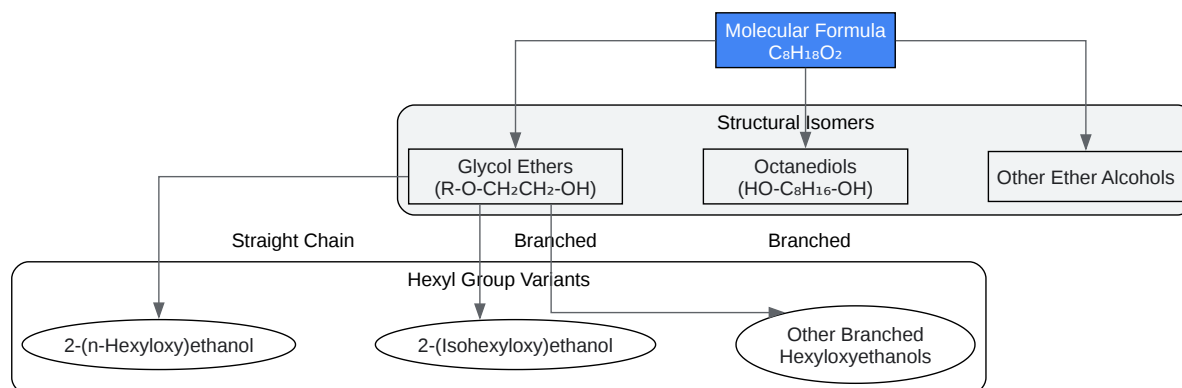 Molecular Formula
C₈H₁₈O₂
Structural Isomers
Glycol Ethers
(R-O-CH₂CH₂-OH)
Octanediols
(HO-C₈H₁₆-OH)
Other Ether Alcohols
Straight Chain
Branched
Branched
Hexyl Group Variants
2-(n-Hexyloxy)ethanol
2-(Isohexyloxy)ethanol
Other Branched
Hexyloxyethanols